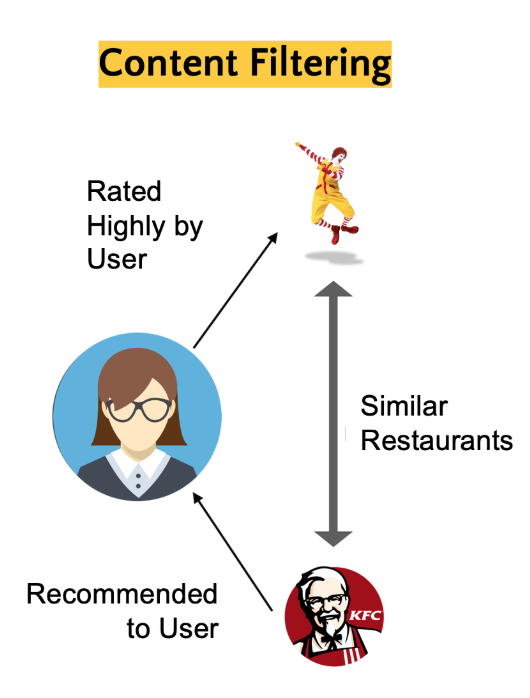 Content Filtering
Rated
Highly by
User
Similar
Restaurants
Recommended
to User
KFC